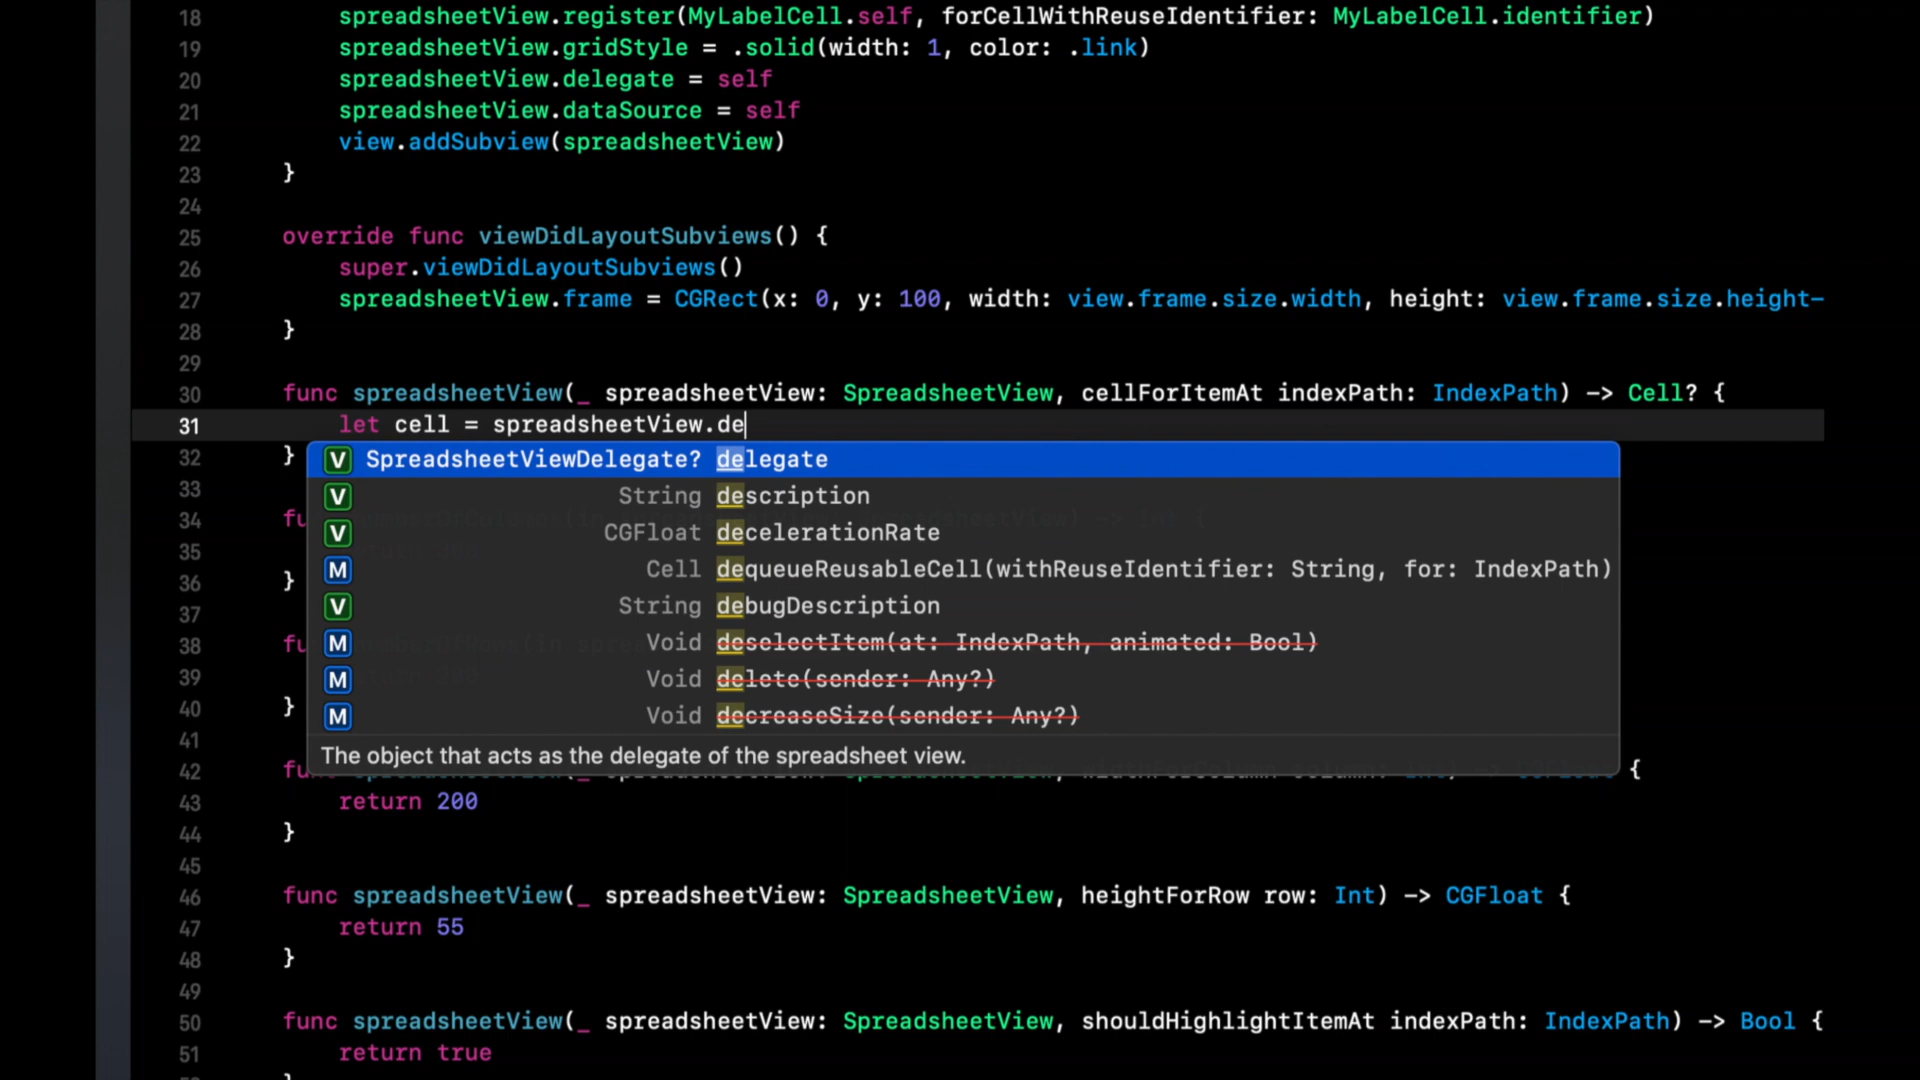 18 spreadsheetView.register(MyLabelCell.self, forCellWithReuseIdentifier: MyLabelCell.identifier)
19 spreadsheetView.gridStyle = .solid(width: 1, color: .link)
20 spreadsheetView.delegate = self
21 spreadsheetView.dataSource = self
22 view.addSubview(spreadsheetView)
23 }
24
25 override func viewDidLayoutSubviews() {
26 super.viewDidLayoutSubviews()
27 spreadsheetView.frame = CGRect(x: 0, y: 100, width: view.frame.size.width, height: view.frame.size.height-
28 }
29
30 func spreadsheetView(_ spreadsheetView: SpreadsheetView, cellForItemAt indexPath: IndexPath) -> Cell? {
31 let cell = spreadsheetView.de
32 }
V SpreadsheetViewDelegate? delegate
33 V String description
34 fu
V CGFloat decelerationRate
35
36 }
M Cell dequeueReusableCell(withReuseIdentifier: String, for: IndexPath)
37 V String debugDescription
38 fu
M Void deselectItem(at: IndexPath, animated: Bool)
39 M Void delete(sender: Any?)
40 }
M Void decreaseSize(sender: Any?)
41 The object that acts as the delegate of the spreadsheet view.
42 fu {
43 return 200
44 }
45
46 func spreadsheetView(_ spreadsheetView: SpreadsheetView, heightForRow row: Int) -> CGFloat {
47 return 55
48 }
49
50 func spreadsheetView(_ spreadsheetView: SpreadsheetView, shouldHighlightItemAt indexPath: IndexPath) -> Bool {
51 return true